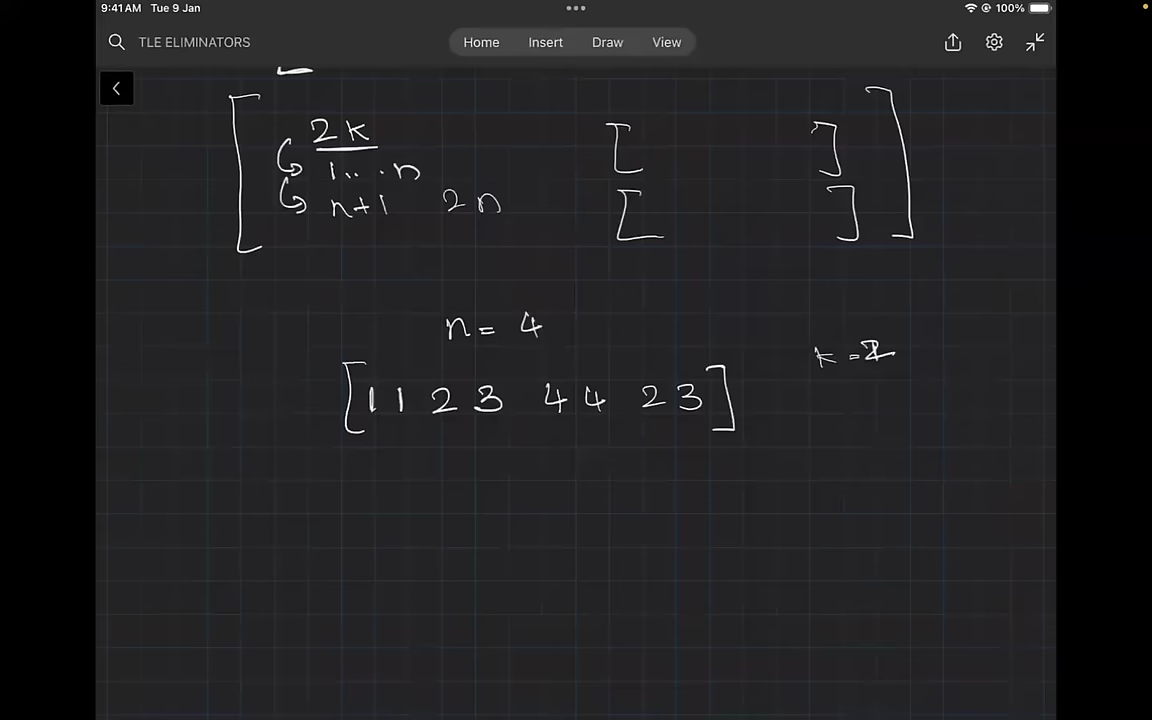 9:41 AM Tue 9 Jan 100%
TLE ELIMINATORS Home Insert Draw View
2k
1 .. . n
n+1 2n
n = 4
k =
[1 1 2 3 4 4 2 3]